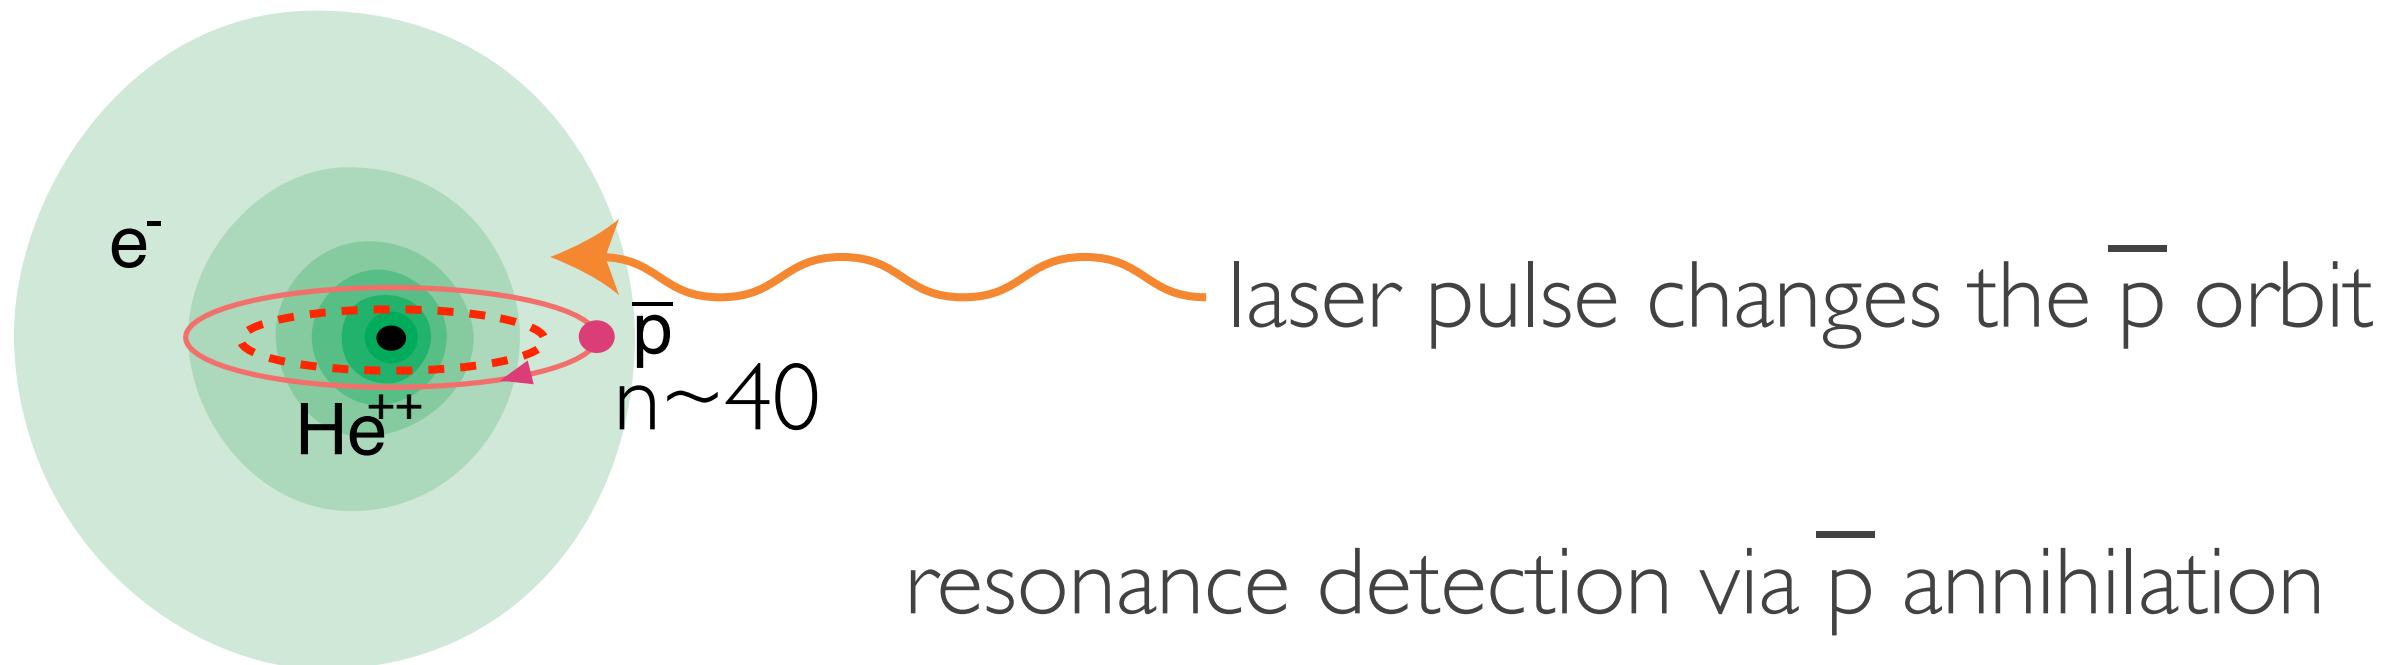 e⁻
laser pulse changes the p̅ orbit
p̅
n~40
He⁺⁺
resonance detection via p̅ annihilation